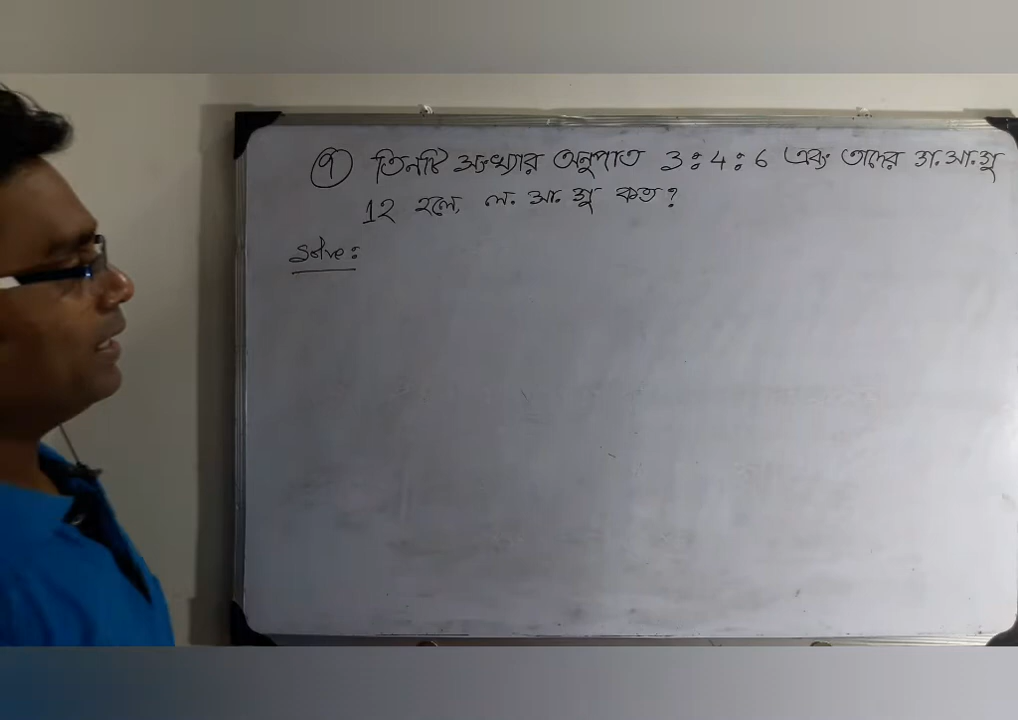 ৭ তিনটি সংখ্যার অনুপাত 3 : 4 : 6 এবং তাদের গ.সা.গু
12 হলে, ল. সা. গু কত?
Solve :